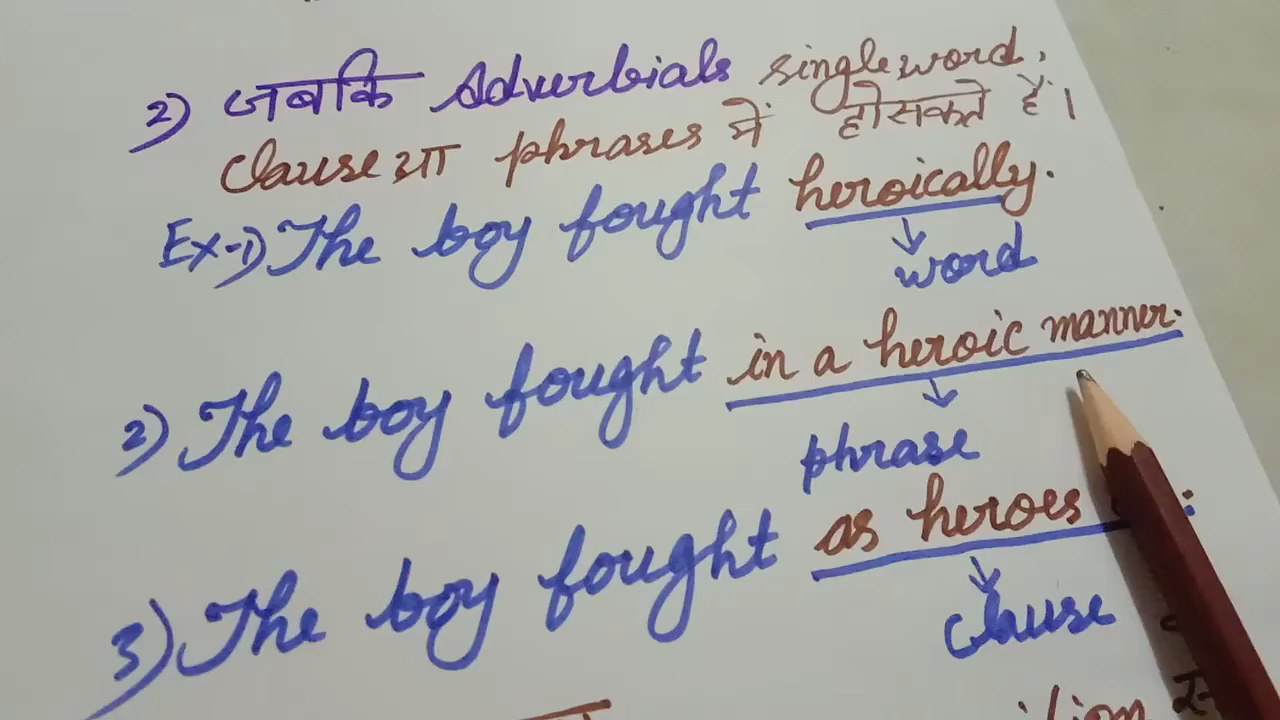 2) जबकि Adverbials single word,
clause या phrases में हो सकते हैं।
Ex-1) The boy fought heroically.
word
2) The boy fought in a heroic manner.
phrase
3) The boy fought as heroes
clause